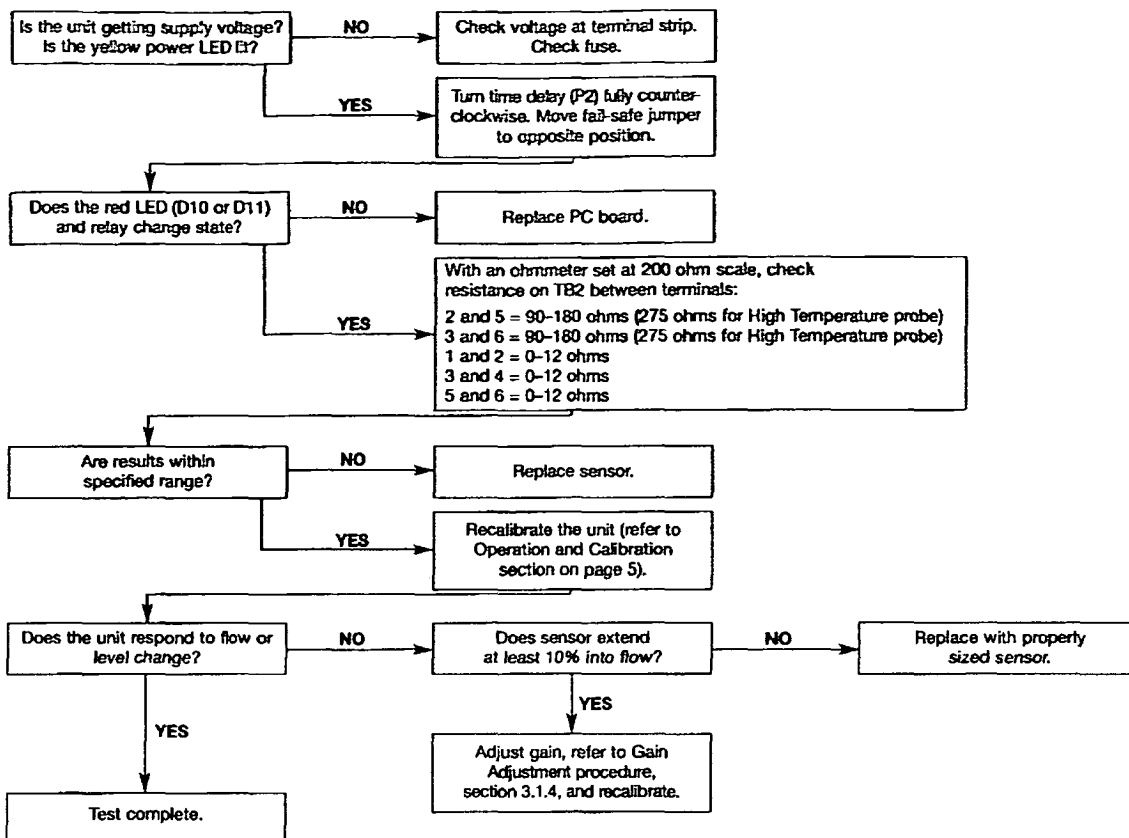 Is the unit getting supply voltage?
Is the yellow power LED lit?
NO
Check voltage at terminal strip.
Check fuse.
YES
Turn time delay (P2) fully counter-
clockwise. Move fail-safe jumper
to opposite position.
Does the red LED (D10 or D11)
and relay change state?
NO
Replace PC board.
YES
With an ohmmeter set at 200 ohm scale, check
resistance on TB2 between terminals:
2 and 5 = 90–180 ohms (275 ohms for High Temperature probe)
3 and 6 = 90–180 ohms (275 ohms for High Temperature probe)
1 and 2 = 0–12 ohms
3 and 4 = 0–12 ohms
5 and 6 = 0–12 ohms
Are results within
specified range?
NO
Replace sensor.
YES
Recalibrate the unit (refer to
Operation and Calibration
section on page 5).
Does the unit respond to flow or
level change?
NO
Does sensor extend
at least 10% into flow?
NO
Replace with properly
sized sensor.
YES
YES
Adjust gain, refer to Gain
Adjustment procedure,
section 3.1.4, and recalibrate.
Test complete.